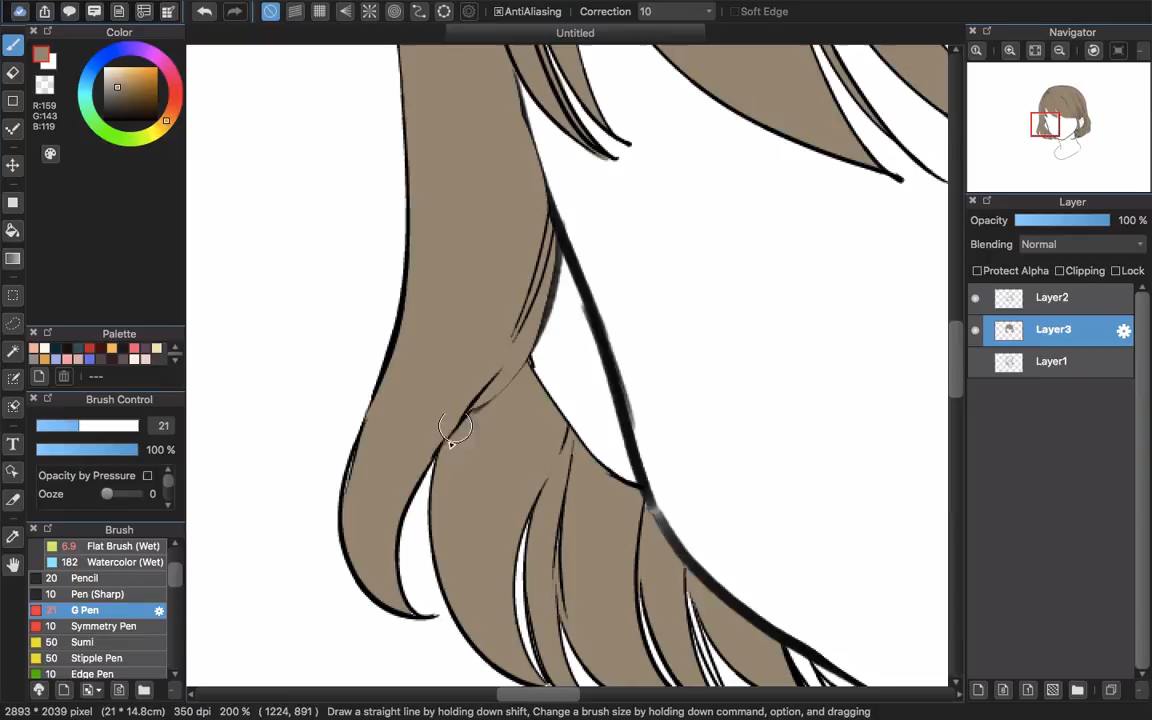 AntiAliasing Correction 10 Soft Edge
Untitled
Color
R:159
G:143
B:119
Palette
---
Brush Control
21
100 %
Opacity by Pressure
Ooze 0
Brush
6.9 Flat Brush (Wet)
182 Watercolor (Wet)
20 Pencil
10 Pen (Sharp)
21 G Pen
10 Symmetry Pen
50 Sumi
50 Stipple Pen
10 Edge Pen
T
Navigator
Layer
Opacity 100 %
Blending Normal
Protect Alpha Clipping Lock
Layer2
Layer3
Layer1
2893 * 2039 pixel (21 * 14.8cm) 350 dpi 200 % ( 1224, 891 ) Draw a straight line by holding down shift, Change a brush size by holding down command, option, and dragging